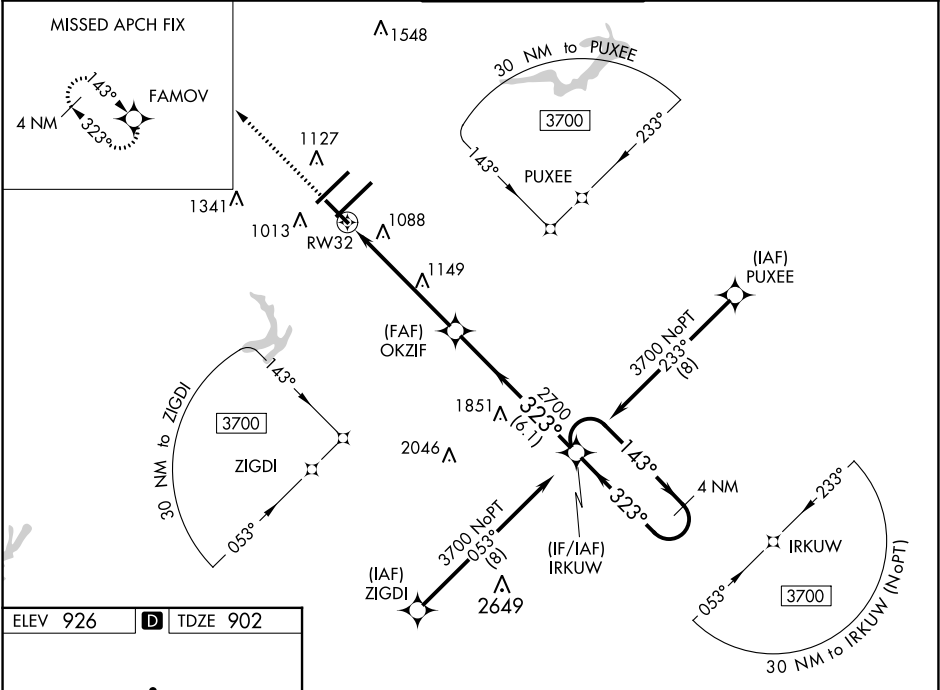 MISSED APCH FIX
143°
FAMOV
4 NM
323°
1548
30 NM to PUXEE
3700
233°
143°
PUXEE
1127
1341
1013
1088
RW32
1149
(IAF)
PUXEE
(FAF)
OKZIF
3700 NoPT
233°
(8)
143°
30 NM to ZIGDI
3700
ZIGDI
053°
2700
323°
(6.1)
1851
2046
143°
323°
4 NM
3700 NoPT
053°
(8)
(IF/IAF)
IRKUW
(IAF)
ZIGDI
2649
233°
IRKUW
053°
3700
30 NM to IRKUW (NoPT)
ELEV 926 D TDZE 902